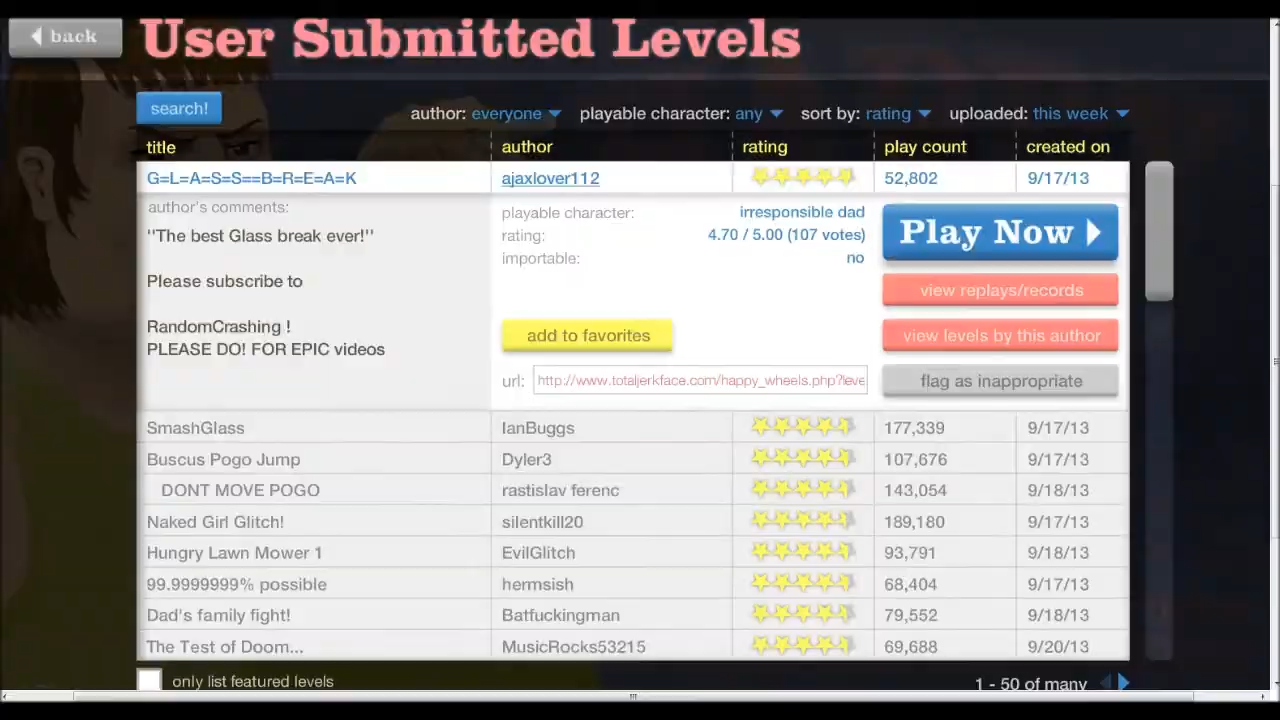 back
User Submitted Levels
search!
author: everyone playable character: any sort by: rating uploaded: this week
title author rating play count created on
G=L=A=S=S==B=R=E=A=K ajaxlover112 52,802 9/17/13
author's comments:
''The best Glass break ever!''
Please subscribe to
RandomCrashing !
PLEASE DO! FOR EPIC videos
playable character: irresponsible dad
rating: 4.70 / 5.00 (107 votes)
importable: no
add to favorites
url: http://www.totaljerkface.com/happy_wheels.php?leve
Play Now
view replays/records
view levels by this author
flag as inappropriate
SmashGlass IanBuggs 177,339 9/17/13
Buscus Pogo Jump Dyler3 107,676 9/17/13
DONT MOVE POGO rastislav ferenc 143,054 9/18/13
Naked Girl Glitch! silentkill20 189,180 9/17/13
Hungry Lawn Mower 1 EvilGlitch 93,791 9/18/13
99.9999999% possible hermsish 68,404 9/17/13
Dad's family fight! Batfuckingman 79,552 9/18/13
The Test of Doom... MusicRocks53215 69,688 9/20/13
only list featured levels
1 - 50 of many